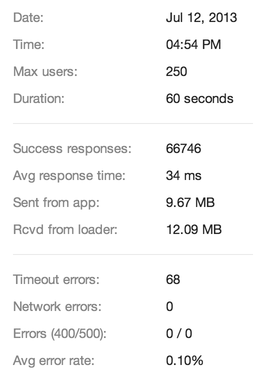 Date: Jul 12, 2013
Time: 04:54 PM
Max users: 250
Duration: 60 seconds
Success responses: 66746
Avg response time: 34 ms
Sent from app: 9.67 MB
Rcvd from loader: 12.09 MB
Timeout errors: 68
Network errors: 0
Errors (400/500): 0 / 0
Avg error rate: 0.10%